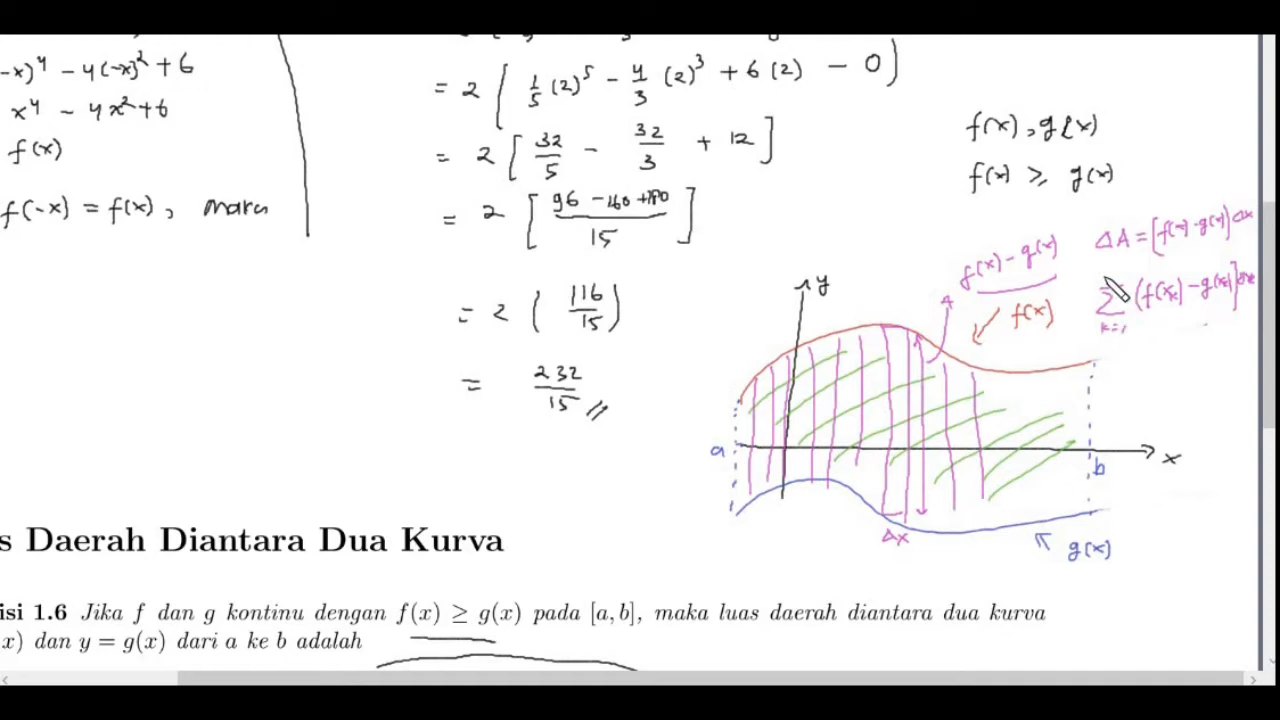 -x)⁴ - 4(-x)² + 6
x⁴ - 4x² + 6
f(x)
f(-x) = f(x), maka
= 2 [ 1/5 (2)⁵ - 4/3 (2)³ + 6(2) - 0 ]
= 2 [ 32/5 - 32/3 + 12 ]
= 2 [ 96 - 160 + 180 / 15 ]
= 2 ( 116/15 )
= 232/15 //
f(x), g(x)
f(x) ≥ g(x)
ΔA = [f(x) - g(x)] Δx
f(x) - g(x)
k=1
y
f(x)
a
x
b
Δx
g(x)
s Daerah Diantara Dua Kurva
isi 1.6 Jika f dan g kontinu dengan f(x) ≥ g(x) pada [a, b], maka luas daerah diantara dua kurva
x) dan y = g(x) dari a ke b adalah